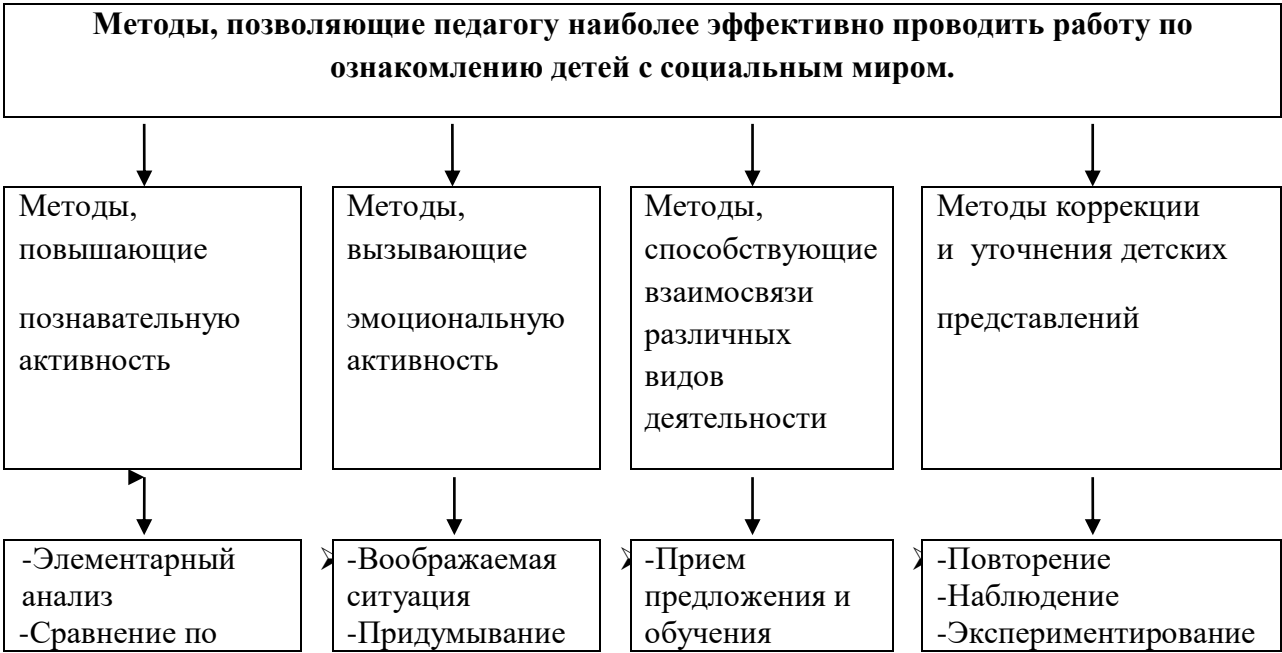 Методы, позволяющие педагогу наиболее эффективно проводить работу по
ознакомлению детей с социальным миром.
Методы,
повышающие
познавательную
активность
Методы,
вызывающие
эмоциональную
активность
Методы,
способствующие
взаимосвязи
различных
видов
деятельности
Методы коррекции
и уточнения детских
представлений
-Элементарный
анализ
-Сравнение по
-Воображаемая
ситуация
-Придумывание
-Прием
предложения и
обучения
-Повторение
-Наблюдение
-Экспериментирование